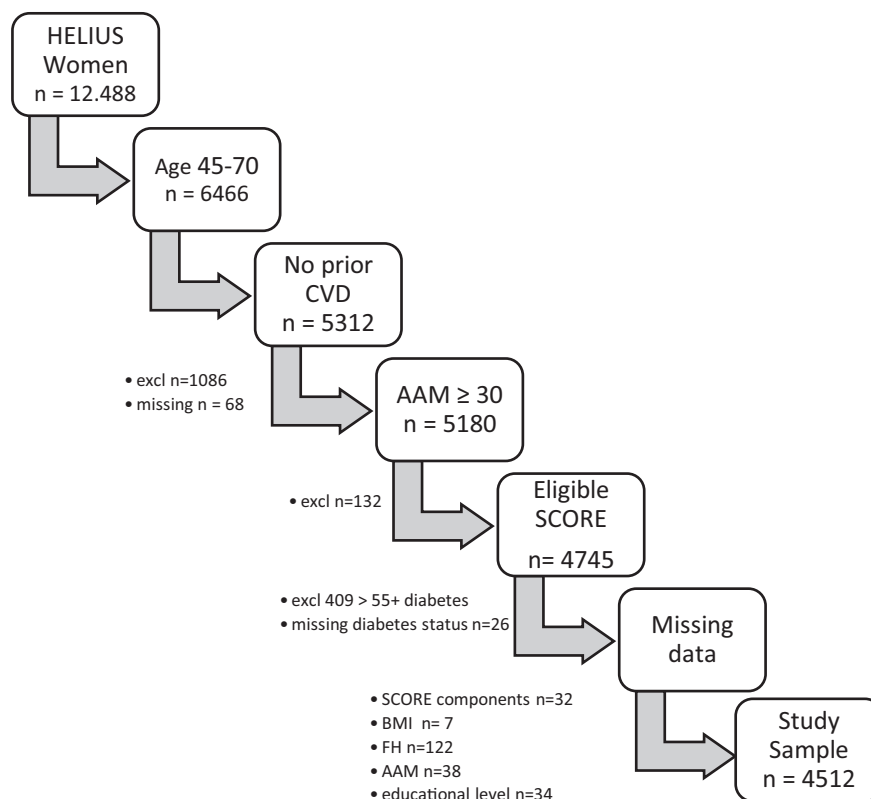 HELIUS
Women
n = 12.488
Age 45-70
n = 6466
No prior
CVD
n = 5312
• excl n=1086
• missing n = 68
AAM ≥ 30
n = 5180
• excl n=132
Eligible
SCORE
n= 4745
• excl 409 > 55+ diabetes
• missing diabetes status n=26
Missing
data
• SCORE components n=32
• BMI n= 7
• FH n=122
• AAM n=38
• educational level n=34
Study
Sample
n = 4512